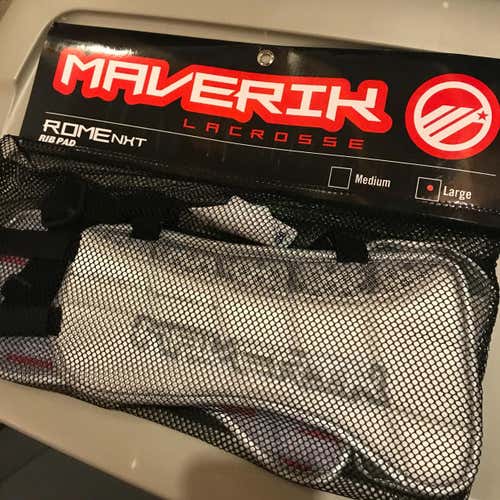 MAVERIK
LACROSSE
ROME NXT
RIB PAD
Medium
Large